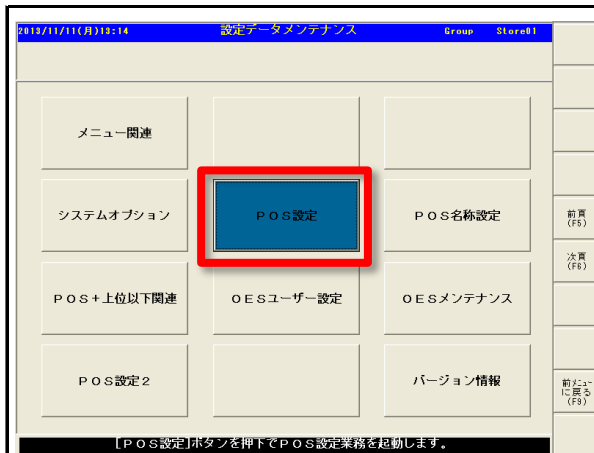 2013/11/11(月)13:14 設定データメンテナンス Group Store01
メニュー関連
システムオプション POS設定 POS名称設定
POS+上位以下関連 OESユーザー設定 OESメンテナンス
POS設定2 バージョン情報
前頁
(F5)
次頁
(F6)
前メニュー
に戻る
(F9)
[POS設定]ボタンを押下でPOS設定業務を起動します。